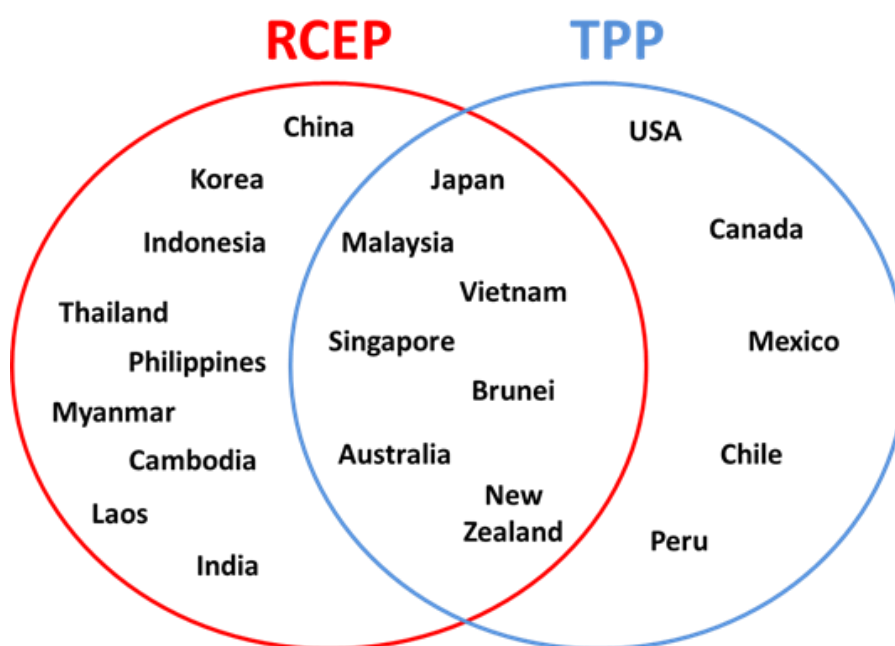 RCEP
TPP
China
USA
Korea
Japan
Canada
Indonesia
Malaysia
Vietnam
Thailand
Singapore
Mexico
Philippines
Brunei
Myanmar
Cambodia
Australia
Chile
New
Zealand
Laos
Peru
India